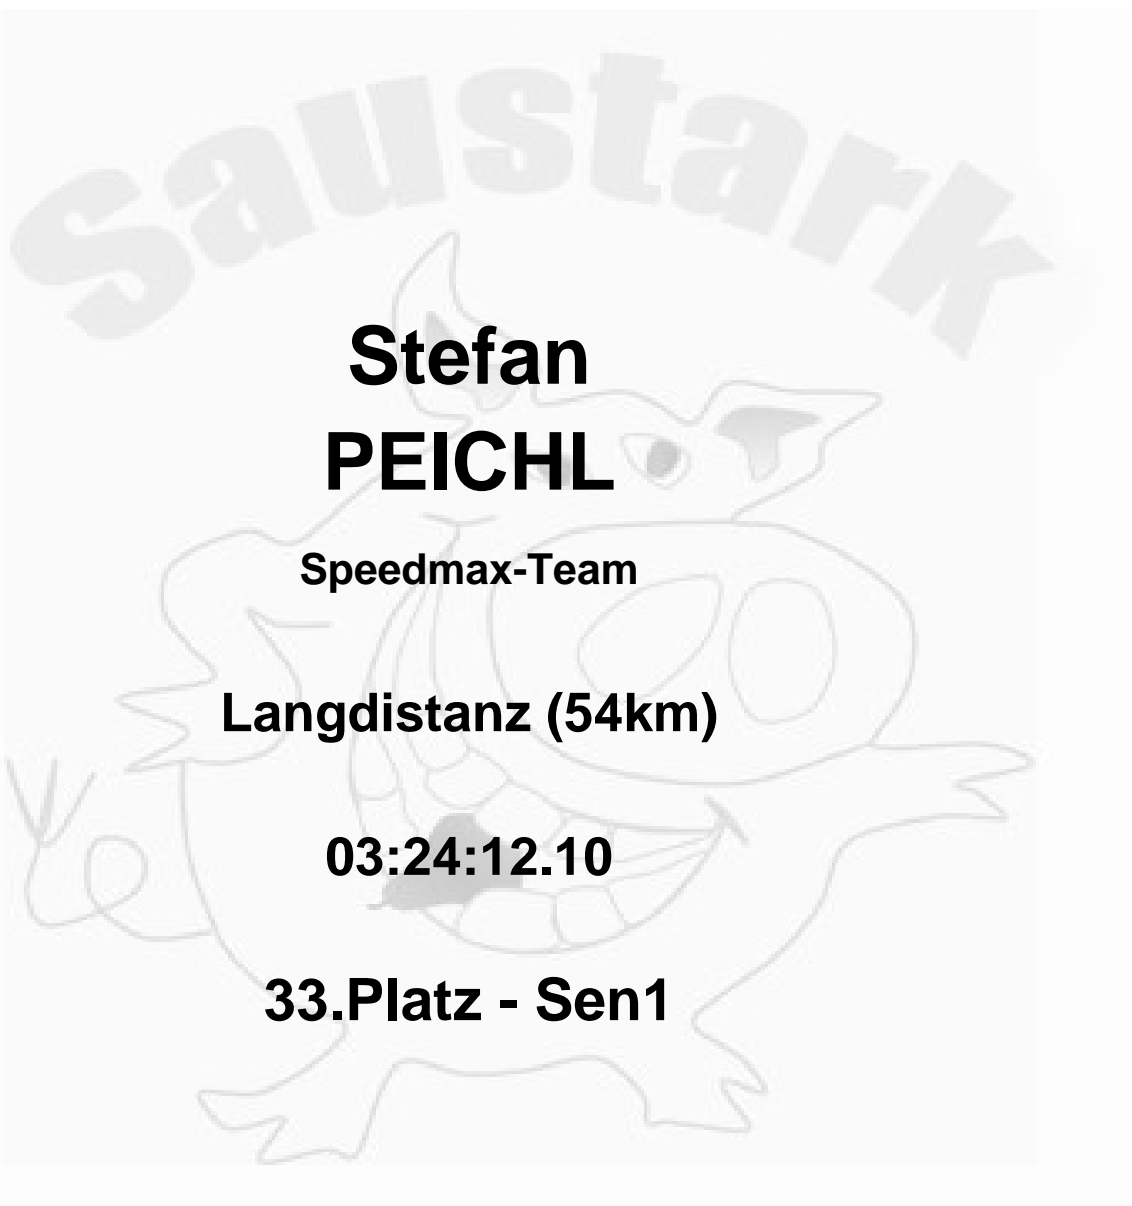 Saustark
Stefan
PEICHL
Speedmax-Team
Langdistanz (54km)
03:24:12.10
33.Platz - Sen1